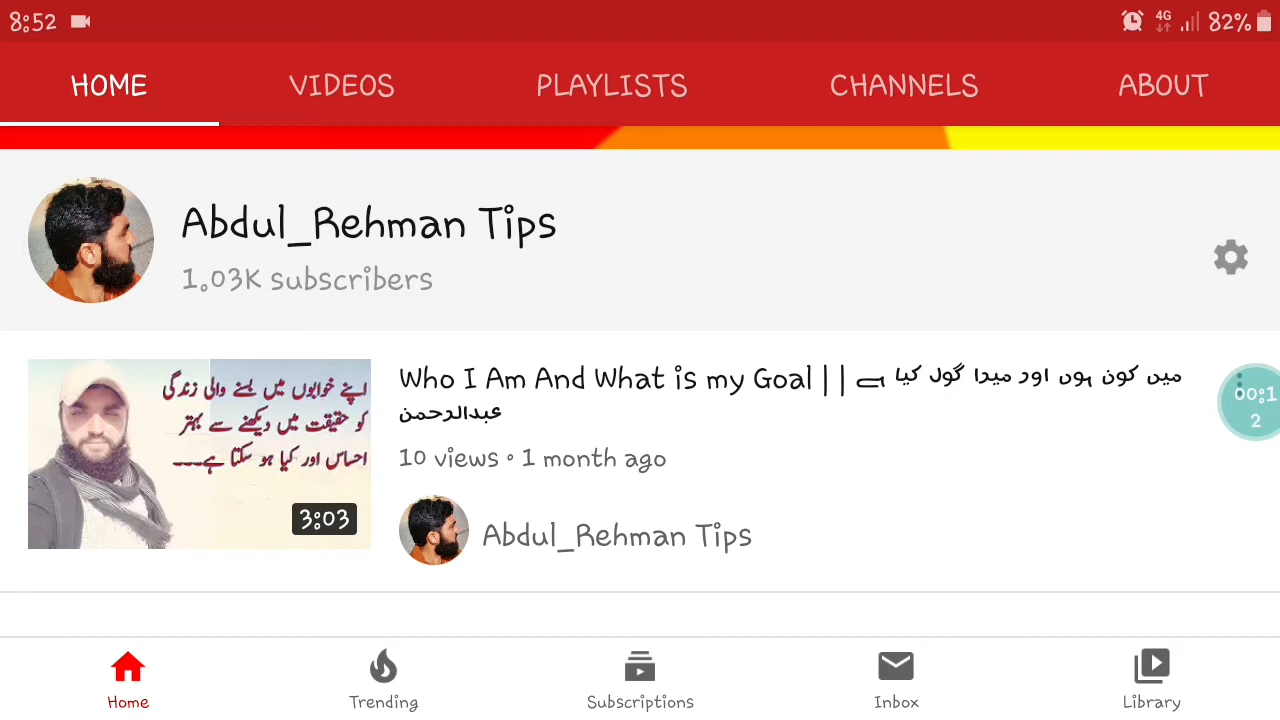 8:52
4G
82%
HOME
VIDEOS
PLAYLISTS
CHANNELS
ABOUT
Abdul_Rehman Tips
1.03K subscribers
اپنے خوابوں میں بسنے والی زندگی
کو حقیقت میں دیکھنے سے بہتر
احساس اور کیا ہو سکتا ہے۔۔۔۔
3:03
Who I Am And What is my Goal || میں کون ہوں اور میرا گول کیا ہے
عبدالرحمن
10 views • 1 month ago
Abdul_Rehman Tips
00:1
2
Home
Trending
Subscriptions
Inbox
Library